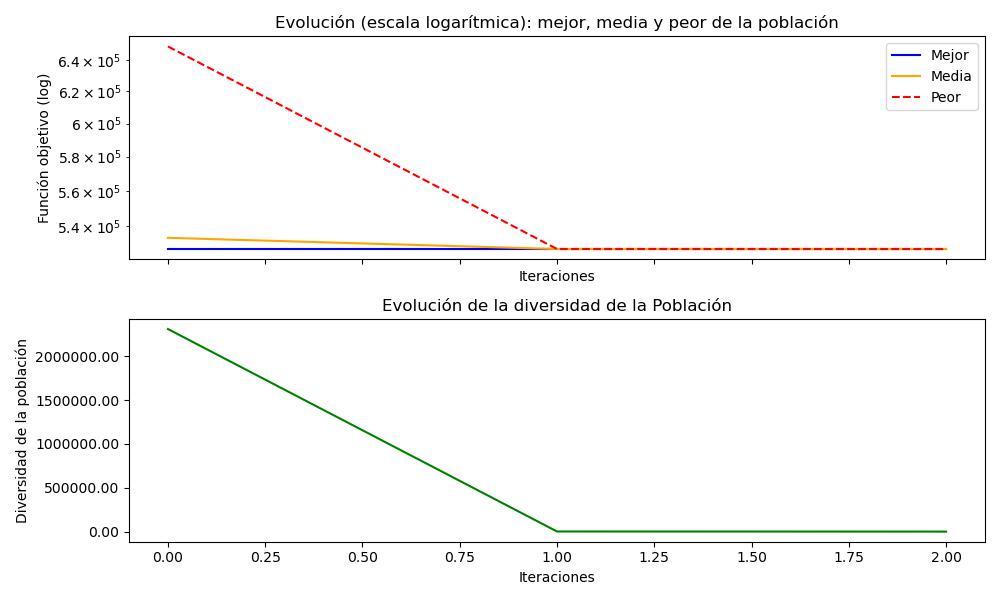 Evolución (escala logarítmica): mejor, media y peor de la población
Función objetivo (log)
6.4 × 10⁵
6.2 × 10⁵
6 × 10⁵
5.8 × 10⁵
5.6 × 10⁵
5.4 × 10⁵
Mejor
Media
Peor
Iteraciones
Evolución de la diversidad de la Población
Diversidad de la población
2000000.00
1500000.00
1000000.00
500000.00
0.00
0.00 0.25 0.50 0.75 1.00 1.25 1.50 1.75 2.00
Iteraciones